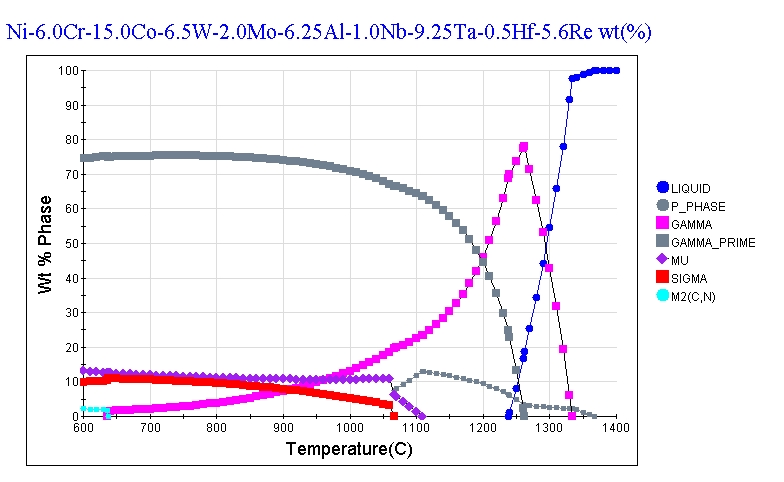 Ni-6.0Cr-15.0Co-6.5W-2.0Mo-6.25Al-1.0Nb-9.25Ta-0.5Hf-5.6Re wt(%)
Wt % Phase
100
90
80
70
60
50
40
30
20
10
0
600 700 800 900 1000 1100 1200 1300 1400
Temperature(C)
LIQUID
P_PHASE
GAMMA
GAMMA_PRIME
MU
SIGMA
M2(C,N)